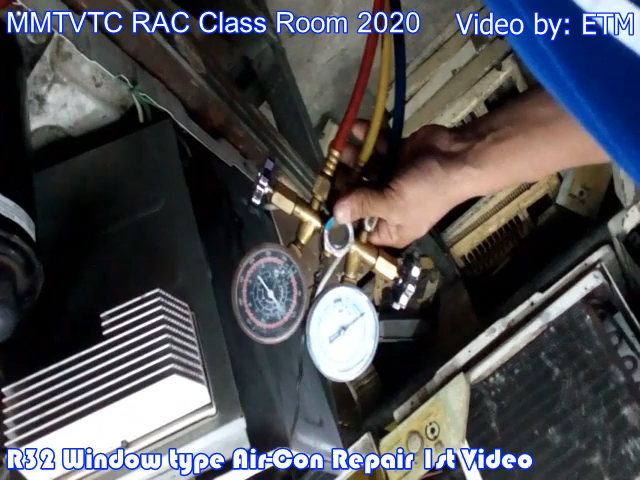 MMTVTC RAC Class Room 2020 Video by: ETM
R32 Window type Air-Con Repair 1st Video